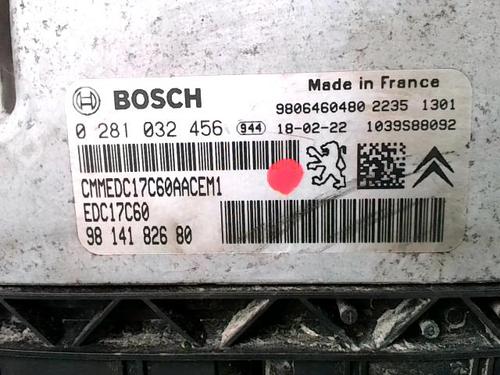 BOSCH
Made in France
9806460480 2235 1301
0 281 032 456 944 18-02-22 1039S88092
CMMEDC17C60AACEM1
EDC17C60
98 141 826 80